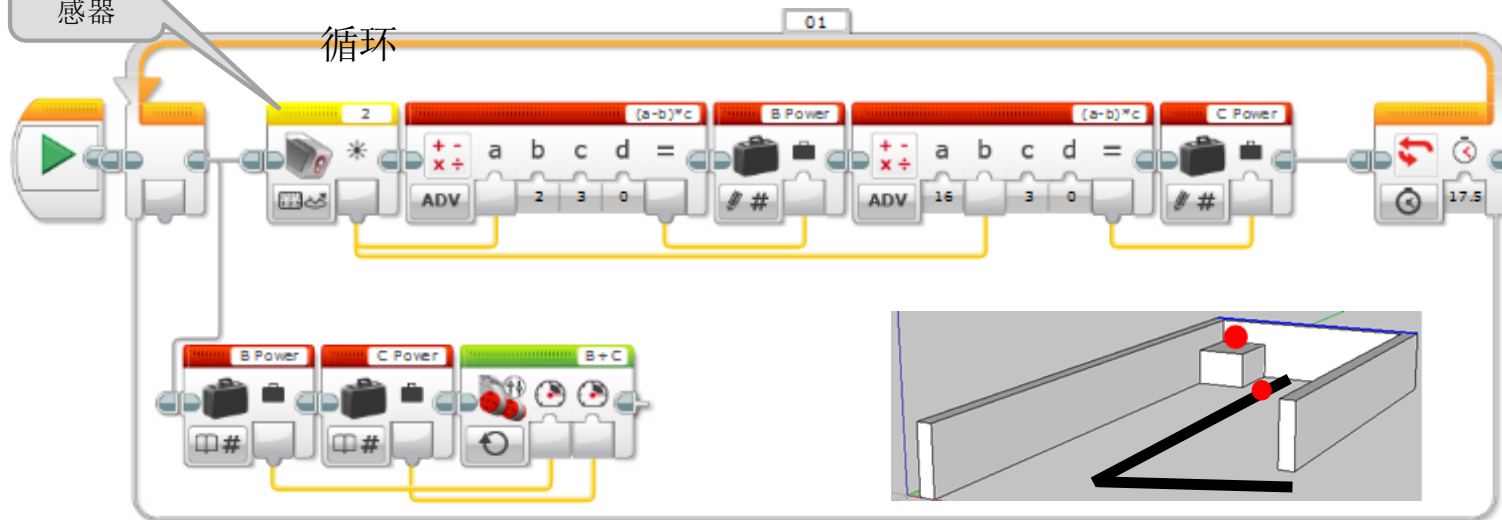 感器
循环
01
2
(a-b)*c
B Power
(a-b)*c
C Power
+ - × ÷ a b c d =
+ - × ÷ a b c d =
ADV 2 3 0
#
ADV 16 3 0
#
17.5
B Power
C Power
B+C
#
#